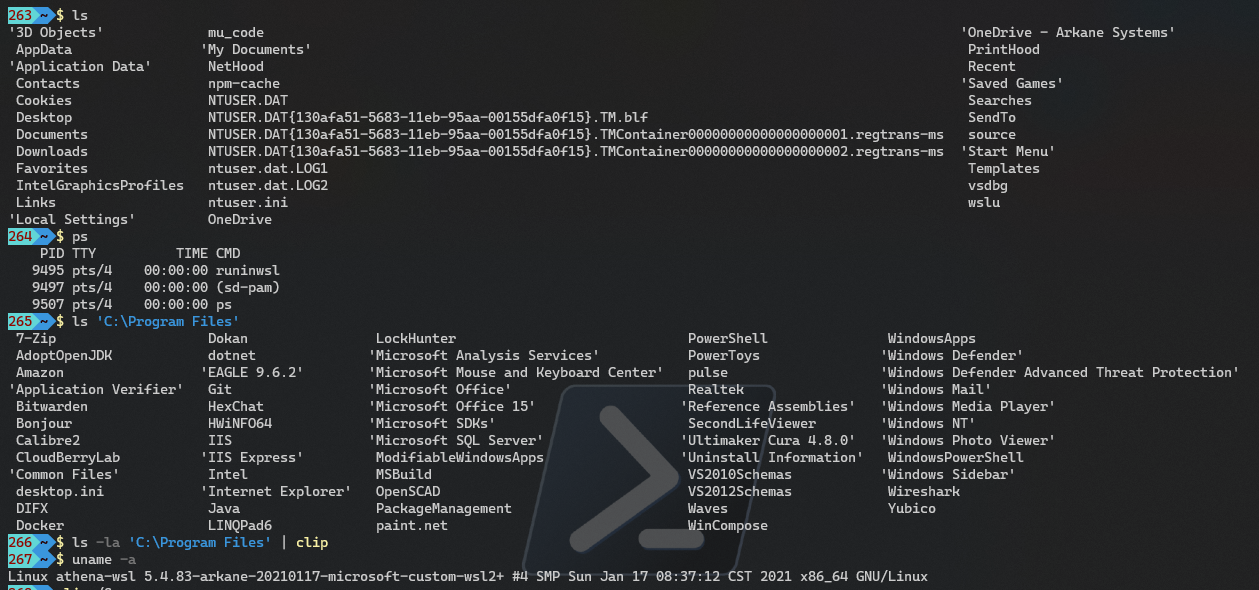 263 ~ $ ls
'3D Objects' mu_code 'OneDrive - Arkane Systems'
AppData 'My Documents' PrintHood
'Application Data' NetHood Recent
Contacts npm-cache 'Saved Games'
Cookies NTUSER.DAT Searches
Desktop NTUSER.DAT{130afa51-5683-11eb-95aa-00155dfa0f15}.TM.blf SendTo
Documents NTUSER.DAT{130afa51-5683-11eb-95aa-00155dfa0f15}.TMContainer00000000000000000001.regtrans-ms source
Downloads NTUSER.DAT{130afa51-5683-11eb-95aa-00155dfa0f15}.TMContainer00000000000000000002.regtrans-ms 'Start Menu'
Favorites ntuser.dat.LOG1 Templates
IntelGraphicsProfiles ntuser.dat.LOG2 vsdbg
Links ntuser.ini wslu
'Local Settings' OneDrive
264 ~ $ ps
PID TTY TIME CMD
9495 pts/4 00:00:00 runinwsl
9497 pts/4 00:00:00 (sd-pam)
9507 pts/4 00:00:00 ps
265 ~ $ ls 'C:\Program Files'
7-Zip Dokan LockHunter PowerShell WindowsApps
AdoptOpenJDK dotnet 'Microsoft Analysis Services' PowerToys 'Windows Defender'
Amazon 'EAGLE 9.6.2' 'Microsoft Mouse and Keyboard Center' pulse 'Windows Defender Advanced Threat Protection'
'Application Verifier' Git 'Microsoft Office' Realtek 'Windows Mail'
Bitwarden HexChat 'Microsoft Office 15' 'Reference Assemblies' 'Windows Media Player'
Bonjour HWiNFO64 'Microsoft SDKs' SecondLifeViewer 'Windows NT'
Calibre2 IIS 'Microsoft SQL Server' 'Ultimaker Cura 4.8.0' 'Windows Photo Viewer'
CloudBerryLab 'IIS Express' ModifiableWindowsApps 'Uninstall Information' WindowsPowerShell
'Common Files' Intel MSBuild VS2010Schemas 'Windows Sidebar'
desktop.ini 'Internet Explorer' OpenSCAD VS2012Schemas Wireshark
DIFX Java PackageManagement Waves Yubico
Docker LINQPad6 paint.net WinCompose
266 ~ $ ls -la 'C:\Program Files' | clip
267 ~ $ uname -a
Linux athena-wsl 5.4.83-arkane-20210117-microsoft-custom-wsl2+ #4 SMP Sun Jan 17 08:37:12 CST 2021 x86_64 GNU/Linux